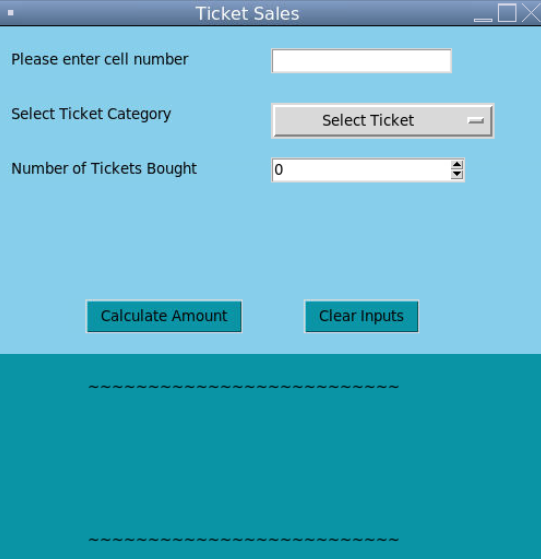 Ticket Sales
Please enter cell number
Select Ticket Category Select Ticket
Number of Tickets Bought 0
Calculate Amount Clear Inputs
~~~~~~~~~~~~~~~~~~~~~~~~~~
~~~~~~~~~~~~~~~~~~~~~~~~~~